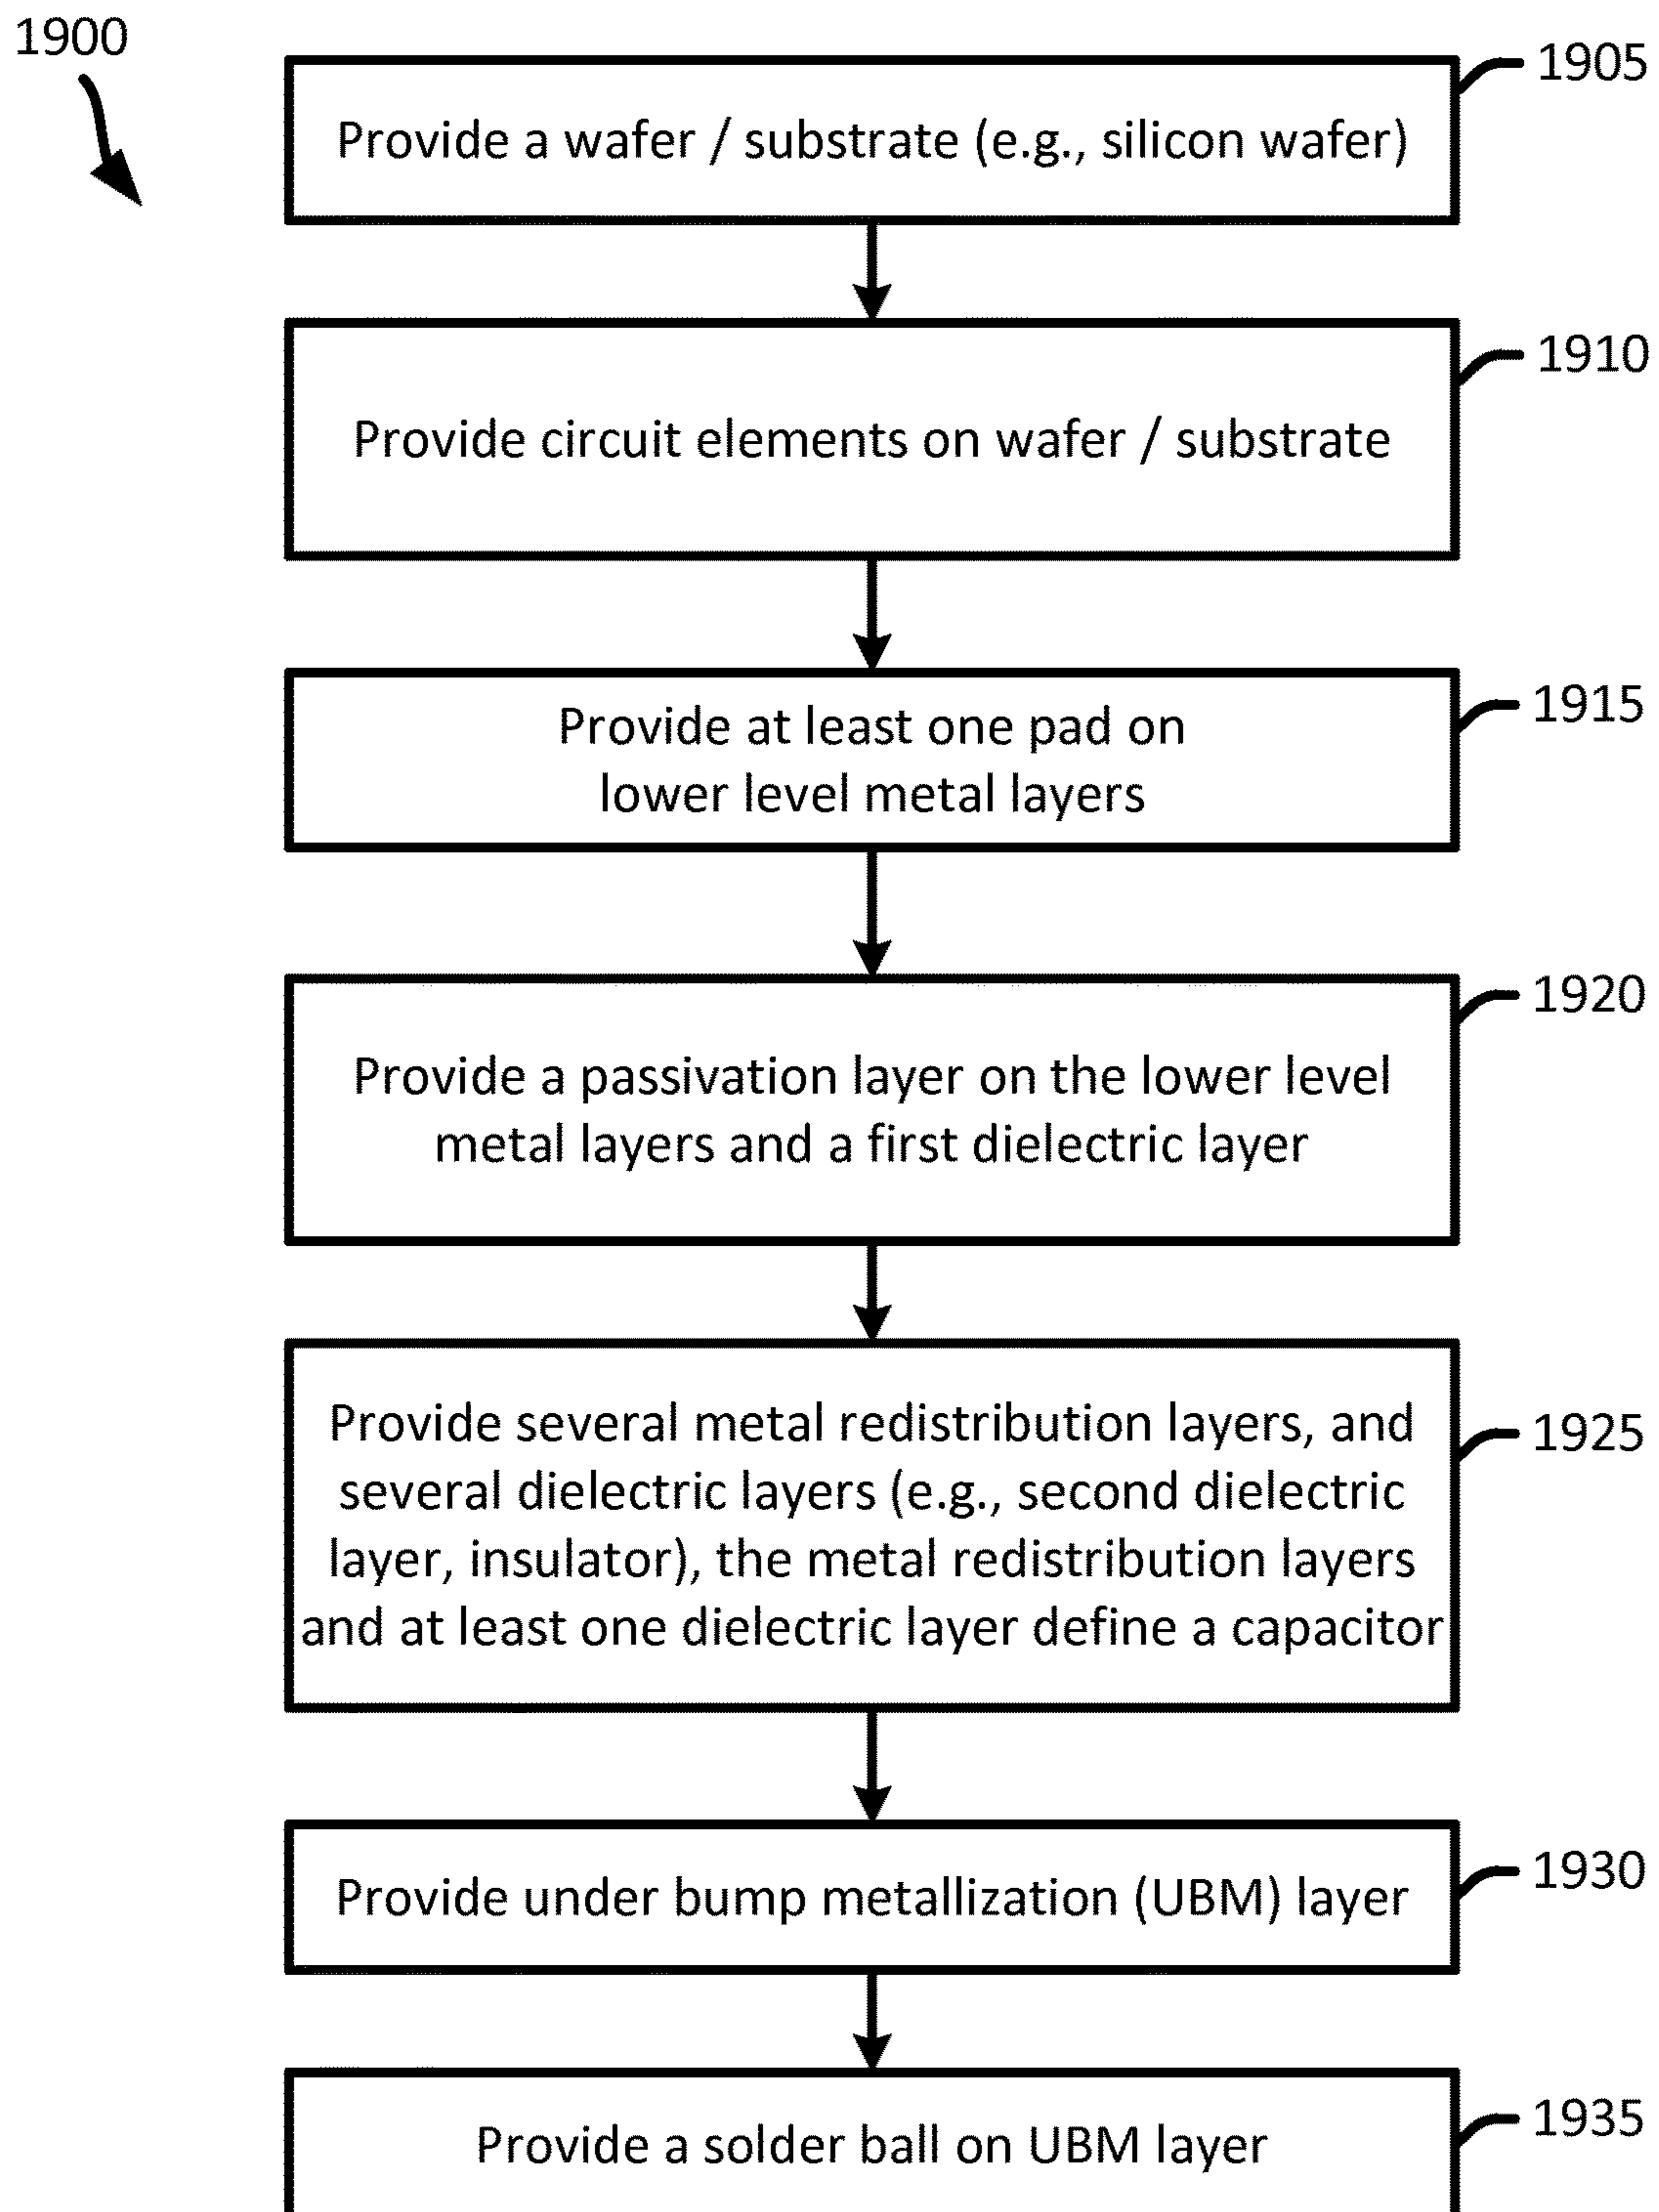 1900
1905
Provide a wafer / substrate (e.g., silicon wafer)
1910
Provide circuit elements on wafer / substrate
1915
Provide at least one pad on
lower level metal layers
1920
Provide a passivation layer on the lower level
metal layers and a first dielectric layer
1925
Provide several metal redistribution layers, and
several dielectric layers (e.g., second dielectric
layer, insulator), the metal redistribution layers
and at least one dielectric layer define a capacitor
1930
Provide under bump metallization (UBM) layer
1935
Provide a solder ball on UBM layer